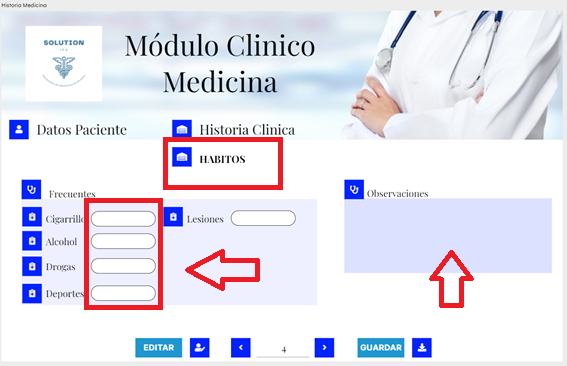 Historia Medicina
SOLUTION
IPS
Módulo Clinico
Medicina
Datos Paciente
Historia Clinica
HABITOS
Frecuentes
Observaciones
Cigarrillo
Lesiones
Alcohol
Drogas
Deportes
EDITAR
4
GUARDAR